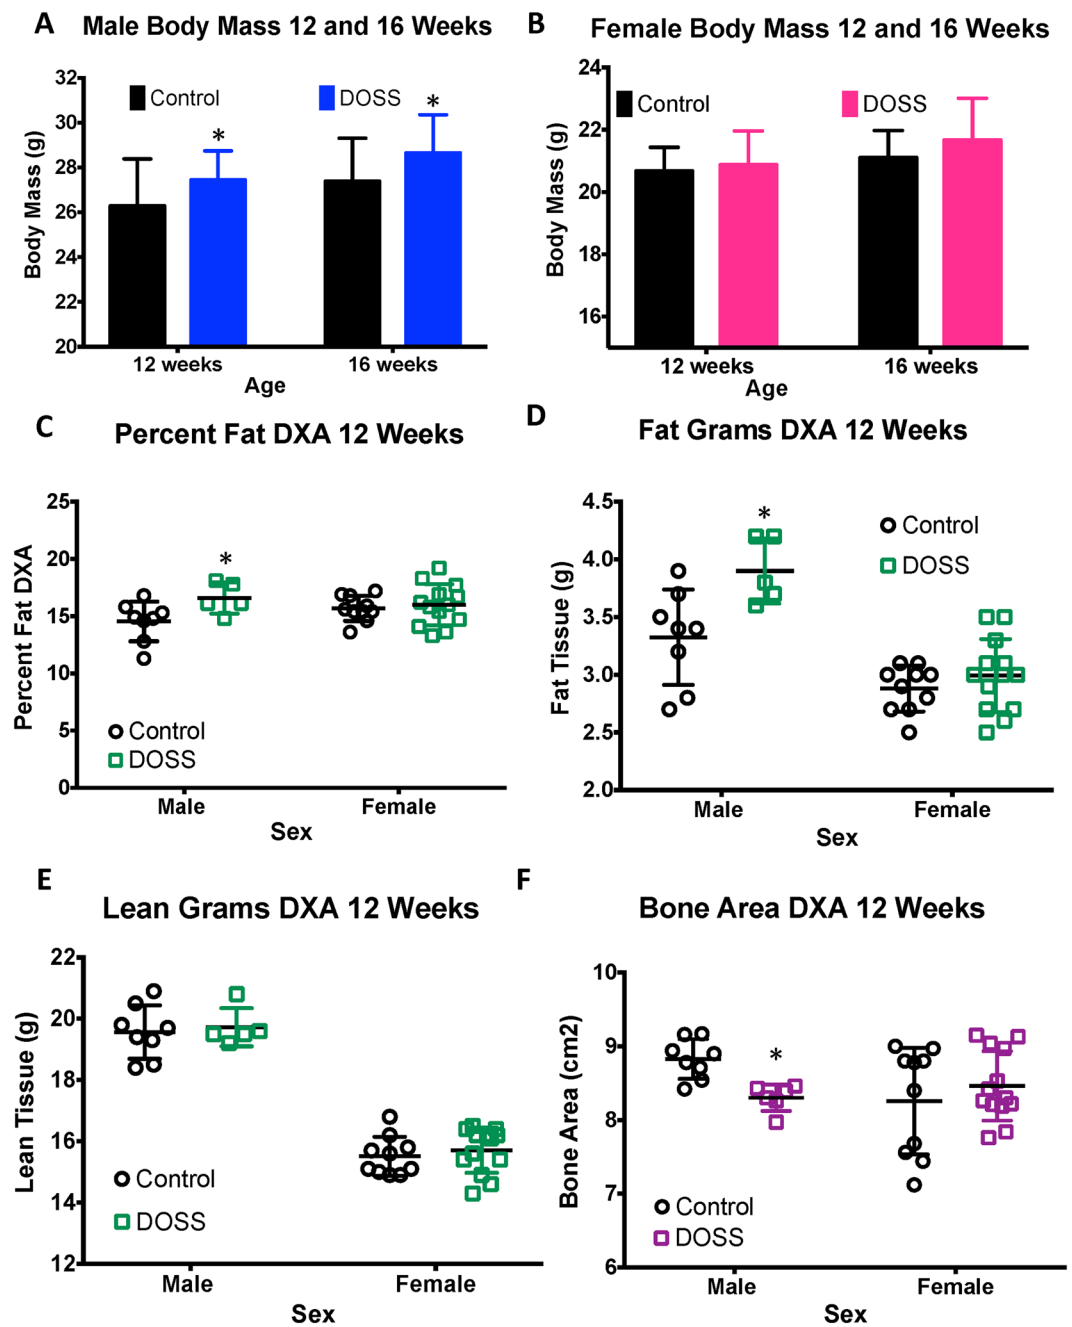 A
Male Body Mass 12 and 16 Weeks
Body Mass (g)
32
30
28
26
24
22
20
Control
DOSS
*
*
12 weeks
16 weeks
Age
B
Female Body Mass 12 and 16 Weeks
Body Mass (g)
24
22
20
18
16
Control
DOSS
12 weeks
16 weeks
Age
C
Percent Fat DXA 12 Weeks
Percent Fat DXA
25
20
15
10
5
0
*
Control
DOSS
Male
Female
Sex
D
Fat Grams DXA 12 Weeks
Fat Tissue (g)
4.5
4.0
3.5
3.0
2.5
2.0
*
Control
DOSS
Male
Female
Sex
E
Lean Grams DXA 12 Weeks
Lean Tissue (g)
22
20
18
16
14
12
Control
DOSS
Male
Female
Sex
F
Bone Area DXA 12 Weeks
Bone Area (cm2)
10
9
8
7
6
*
Control
DOSS
Male
Female
Sex